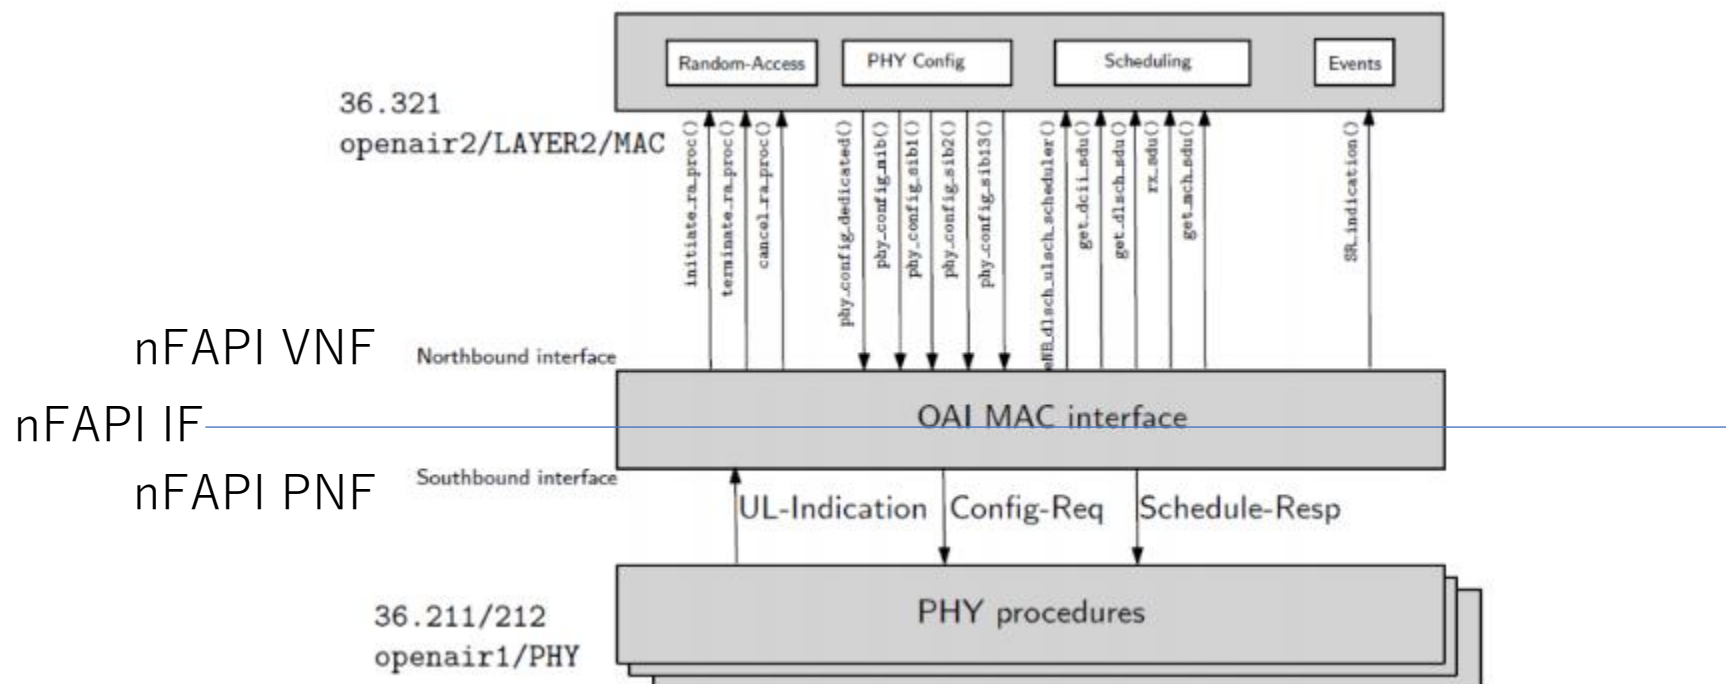 Random-Access
PHY Config
Scheduling
Events
36.321
openair2/LAYER2/MAC
initiate_ra_proc()
terminate_ra_proc()
cancel_ra_proc()
phy_config_dedicated()
phy_config_mib()
phy_config_sib1()
phy_config_sib2()
phy_config_sib13()
eNB_dlsch_ulsch_scheduler()
get_dci_sdu()
get_dlsch_sdu()
rx_sdu()
get_mch_sdu()
SR_indication()
nFAPI VNF
Northbound interface
nFAPI IF
OAI MAC interface
nFAPI PNF
Southbound interface
UL-Indication
Config-Req
Schedule-Resp
36.211/212
openair1/PHY
PHY procedures